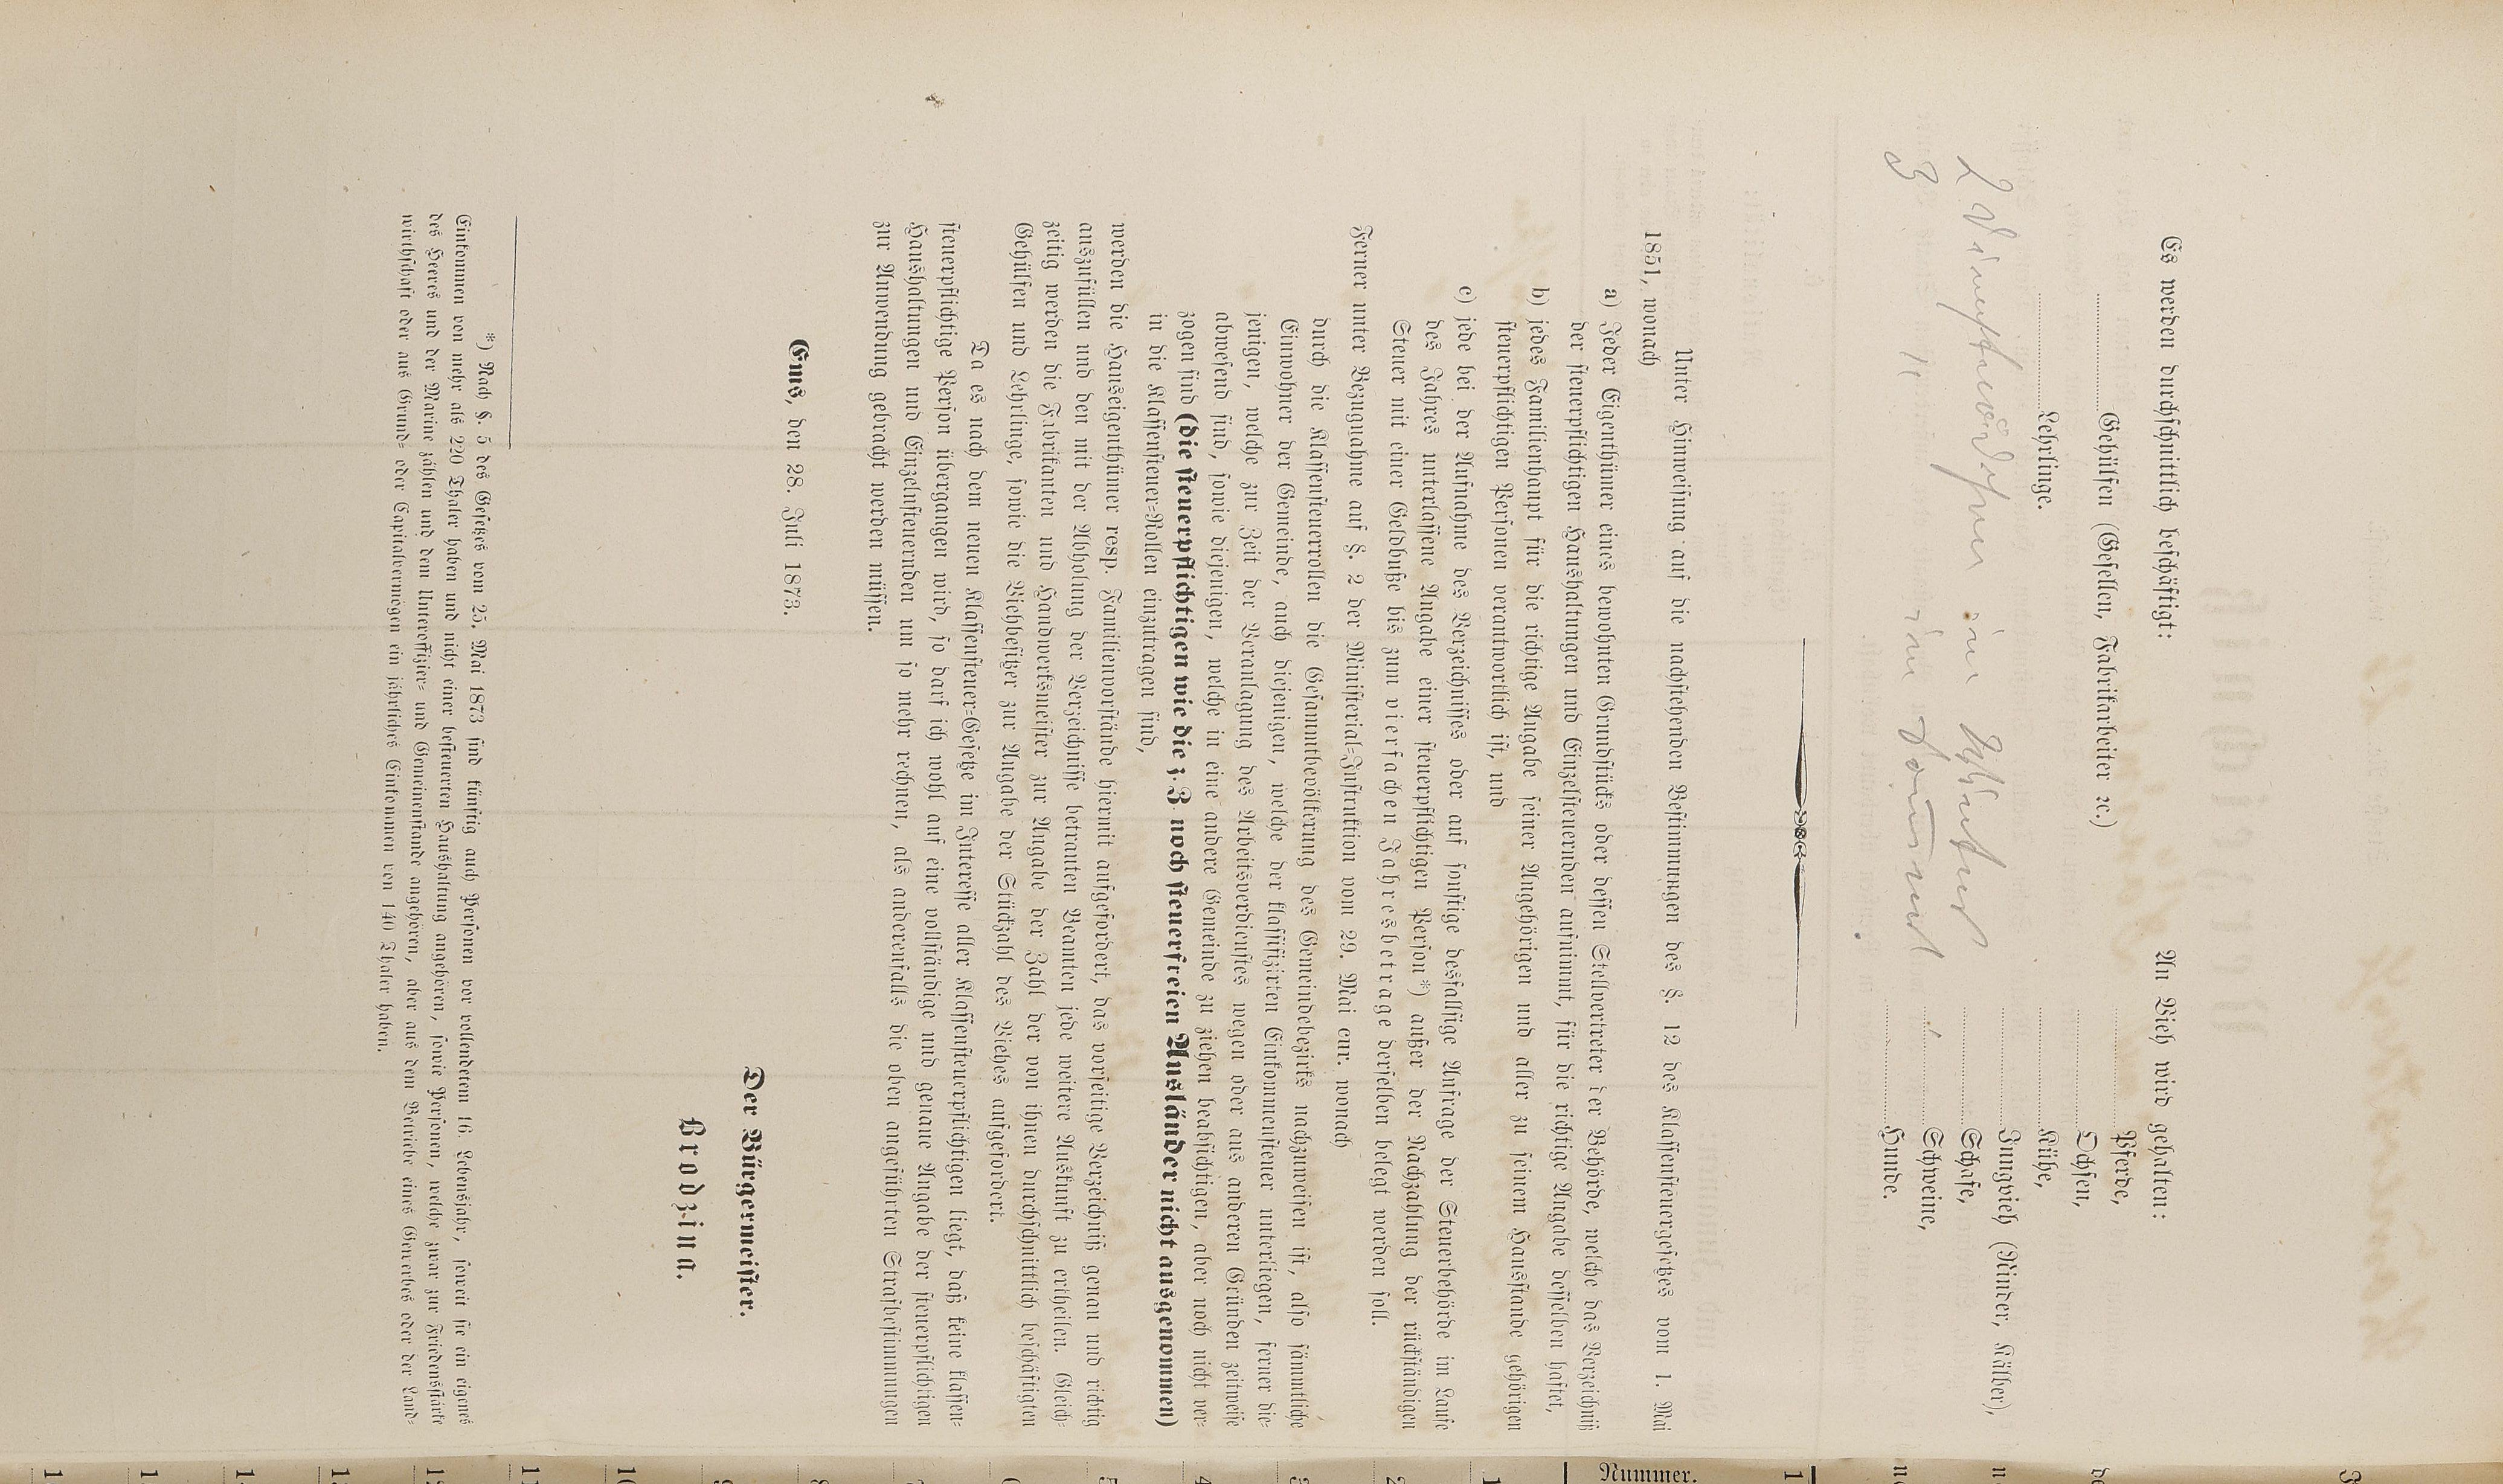 Es werden durchschnittlich beschäftigt:
Gehülfen (Gesellen, Fabrikarbeiter ꝛc.)
Lehrlinge.
An Vieh wird gehalten:
Pferde,
Ochsen,
Kühe,
Jungvieh (Rinder, Kälber),
Schafe,
Schweine,
Hunde.
2 im
3 " im
Unter Hinweisung auf die nachstehenden Bestimmungen des §. 12 des Klassensteuergesetzes vom 1. Mai
1851, wonach
a) Jeder Eigenthümer eines bewohnten Grundstücks oder dessen Stellvertreter der Behörde, welche das Verzeichniß
der steuerpflichtigen Haushaltungen und Einzelsteuernden aufnimmt, für die richtige Angabe desselben haftet,
b) jedes Familienhaupt für die richtige Angabe seiner Angehörigen und aller zu seinem Hausstande gehörigen
steuerpflichtigen Personen verantwortlich ist, und
c) jede bei der Aufnahme des Verzeichnisses oder auf sonstige desfallsige Anfrage der Steuerbehörde im Laufe
des Jahres unterlassene Angabe einer steuerpflichtigen Person*) außer der Nachzahlung der rückständigen
Steuer mit einer Geldbuße bis zum vierfachen Jahresbetrage derselben belegt werden soll.
Ferner unter Bezugnahme auf §. 2 der Ministerial-Instruktion vom 29. Mai cur. wonach
durch die Klassensteuerrollen die Gesammtbevölkerung des Gemeindebezirks nachzuweisen ist, also sämmtliche
Einwohner der Gemeinde, auch diejenigen, welche der klassifizirten Einkommensteuer unterliegen, ferner die-
jenigen, welche zur Zeit der Veranlagung des Arbeitsverdienstes wegen oder aus anderen Gründen zeitweise
abwesend sind, sowie diejenigen, welche in eine andere Gemeinde zu ziehen beabsichtigen, aber noch nicht ver-
zogen sind (die steuerpflichtigen wie die z. Z noch steuerfreien Ausländer nicht ausgenommen)
in die Klassensteuer-Rollen einzutragen sind,
werden die Hauseigenthümer resp. Familienvorstände hiermit aufgefordert, das vorseitige Verzeichniß genau und richtig
auszufüllen und den mit der Abholung der Verzeichnisse betrauten Beamten jede weitere Auskunft zu ertheilen. Gleich-
zeitig werden die Fabrikanten und Handwerksmeister zur Angabe der Zahl der von ihnen durchschnittlich beschäftigten
Gehülfen und Lehrlinge, sowie die Viehbesitzer zur Angabe der Stückzahl des Viehes aufgefordert.
Da es nach dem neuen Klassensteuer-Gesetze im Interesse aller Klassensteuerpflichtigen liegt, daß keine klassen-
steuerpflichtige Person übergangen wird, so darf ich wohl auf eine vollständige und genaue Angabe der steuerpflichtigen
Haushaltungen und Einzelnsteuernden um so mehr rechnen, als anderenfalls die oben angeführten Strafbestimmungen
zur Anwendung gebracht werden müssen.
Ems, den 28. Juli 1873.
Der Bürgermeister.
Brodzina.
*) Nach §. 5 des Gesetzes vom 25. Mai 1873 sind künftig auch Personen vor vollendetem 16. Lebensjahr, soweit sie ein eigenes
Einkommen von mehr als 220 Thaler haben und nicht einer besteuerten Haushaltung angehören, sowie Personen, welche zwar zur Friedensstärke
des Heeres und der Marine zählen und dem Unteroffizier- und Gemeinenstande angehören, aber aus dem Betriebe eines Gewerbes oder der Land-
wirthschaft oder aus Grund- oder Capitalvermögen ein jährliches Einkommen von 140 Thaler haben.
Nummer.